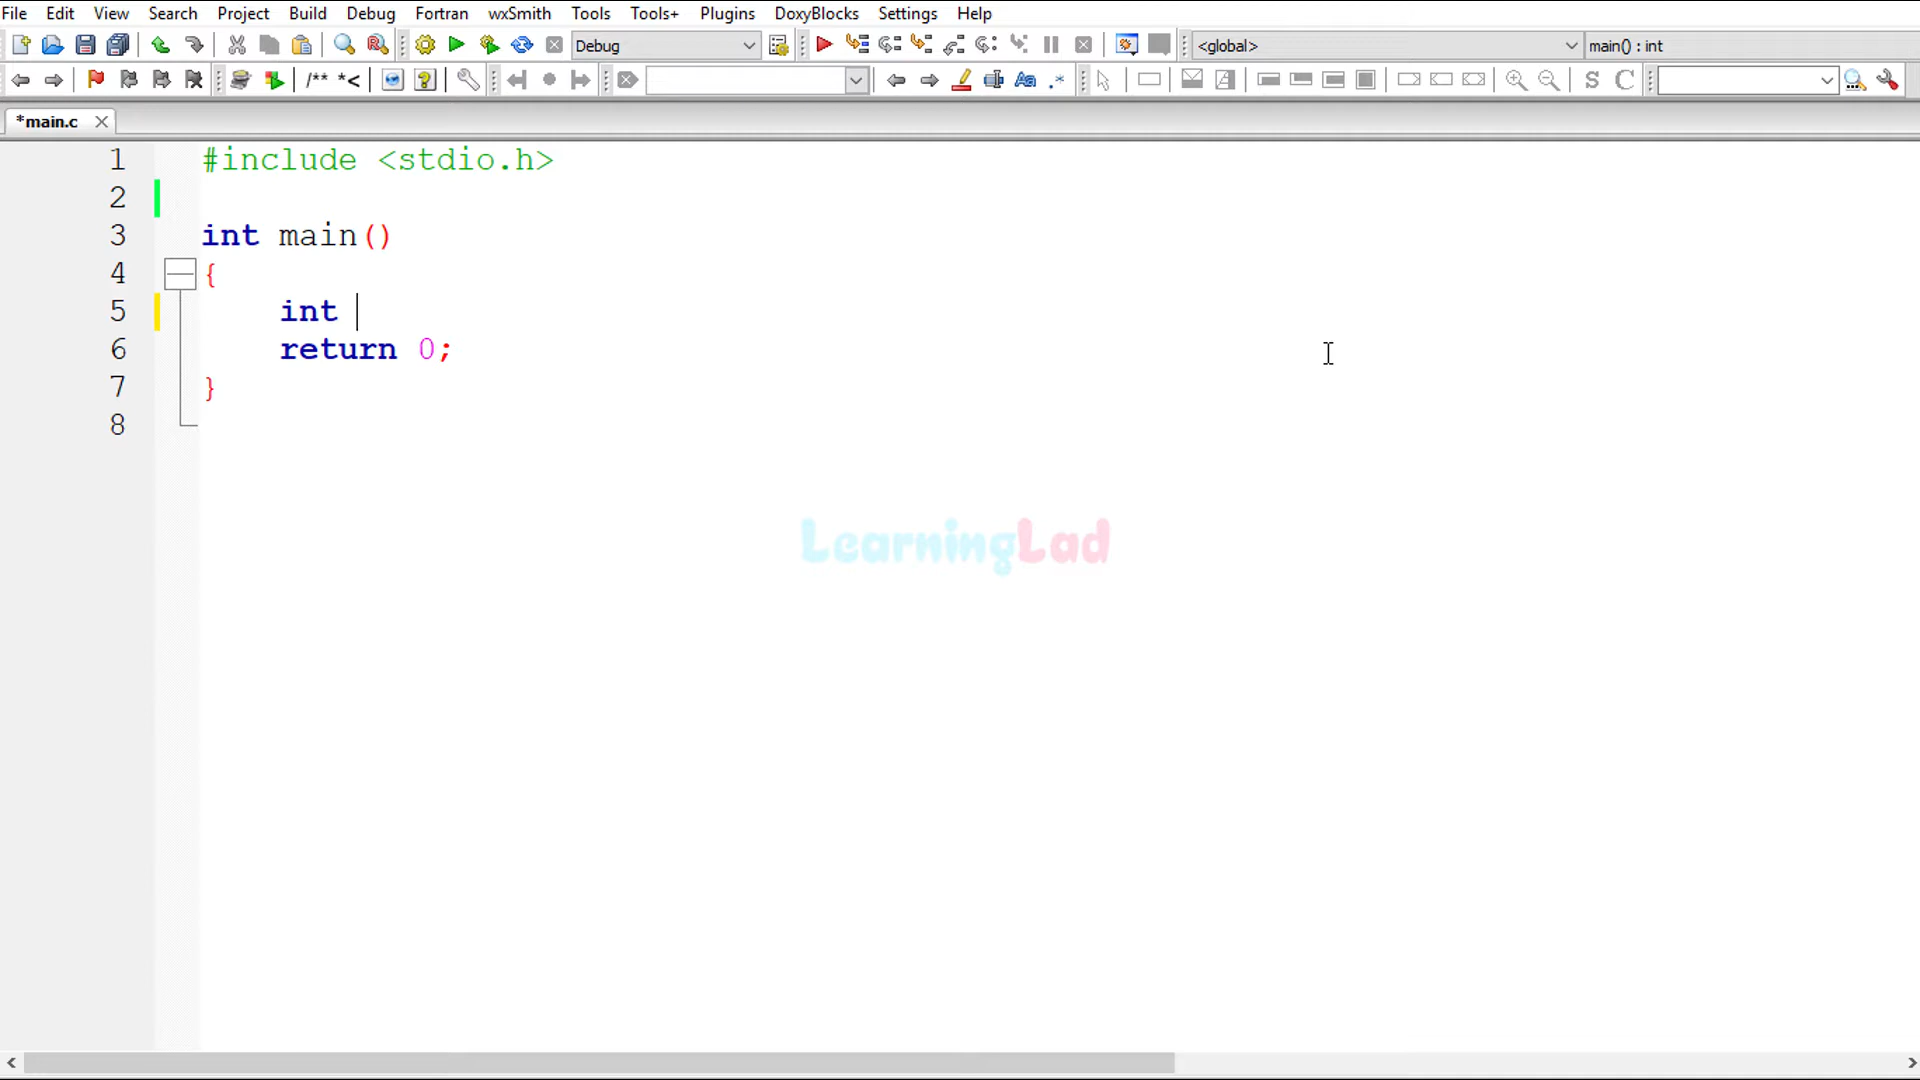 File Edit View Search Project Build Debug Fortran wxSmith Tools Tools+ Plugins DoxyBlocks Settings Help
Debug <global> main() : int
/** *<
*main.c
1 #include <stdio.h>
2
3 int main()
4 {
5 int
6 return 0;
7 }
8
LearningLad